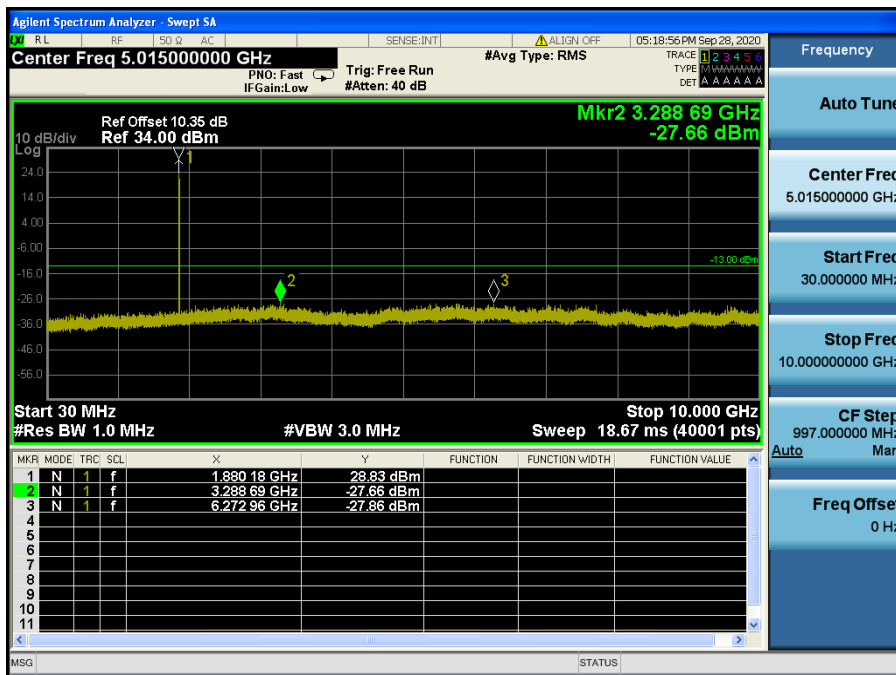 Agilent Spectrum Analyzer - Swept SA
LXI RL RF 50 Ω AC SENSE:INT ALIGN OFF 05:18:56 PM Sep 28, 2020
Center Freq 5.015000000 GHz
PNO: Fast
IFGain:Low
Trig: Free Run
#Atten: 40 dB
#Avg Type: RMS
TRACE 1 2 3 4 5 6
TYPE M WWWWW
DET A A A A A A
Ref Offset 10.35 dB
Ref 34.00 dBm
10 dB/div
Log
Mkr2 3.288 69 GHz
-27.66 dBm
24.0
14.0
4.00
-6.00
-16.0
-26.0
-36.0
-46.0
-56.0
1
2
3
-13.00 dBm
Start 30 MHz
#Res BW 1.0 MHz
#VBW 3.0 MHz
Stop 10.000 GHz
Sweep 18.67 ms (40001 pts)
MKR MODE TRC SCL X Y FUNCTION FUNCTION WIDTH FUNCTION VALUE
1 N 1 f 1.880 18 GHz 28.83 dBm
2 N 1 f 3.288 69 GHz -27.66 dBm
3 N 1 f 6.272 96 GHz -27.86 dBm
4
5
6
7
8
9
10
11
MSG STATUS
Frequency
Auto Tune
Center Freq
5.015000000 GHz
Start Freq
30.000000 MHz
Stop Freq
10.000000000 GHz
CF Step
997.000000 MHz
Auto Man
Freq Offset
0 Hz